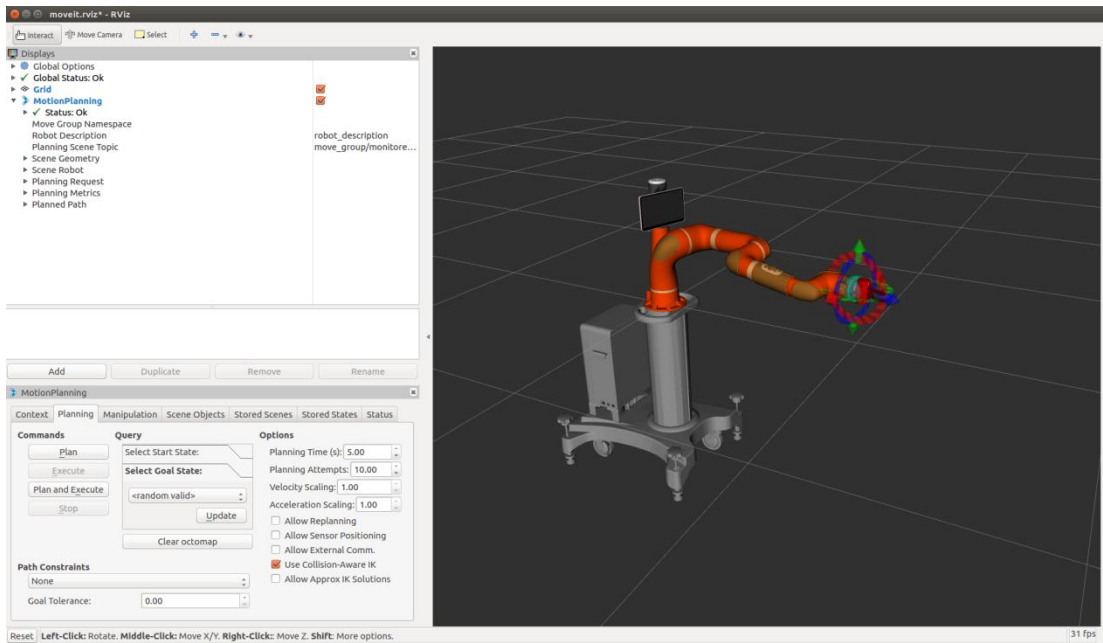 moveit.rviz* - RViz
Interact Move Camera Select
Displays
Global Options
Global Status: Ok
Grid
MotionPlanning
Status: Ok
Move Group Namespace
Robot Description robot_description
Planning Scene Topic move_group/monitore...
Scene Geometry
Scene Robot
Planning Request
Planning Metrics
Planned Path
Add Duplicate Remove Rename
MotionPlanning
Context Planning Manipulation Scene Objects Stored Scenes Stored States Status
Commands Query Options
Plan Select Start State: Planning Time (s): 5.00
Execute Select Goal State: Planning Attempts: 10.00
Plan and Execute <random valid> Velocity Scaling: 1.00
Stop Update Acceleration Scaling: 1.00
Allow Replanning
Clear octomap Allow Sensor Positioning
Allow External Comm.
Path Constraints Use Collision-Aware IK
None Allow Approx IK Solutions
Goal Tolerance: 0.00
Reset Left-Click: Rotate. Middle-Click: Move X/Y. Right-Click:: Move Z. Shift: More options. 31 fps